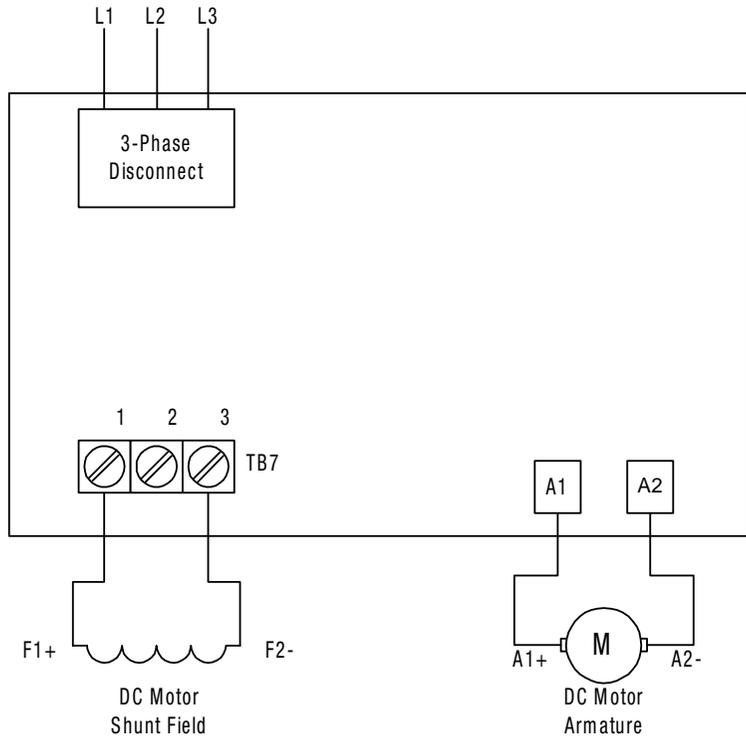 L1 L2 L3
3-Phase
Disconnect
1 2 3
TB7
A1 A2
F1+ F2-
A1+ M A2-
DC Motor
Shunt Field
DC Motor
Armature